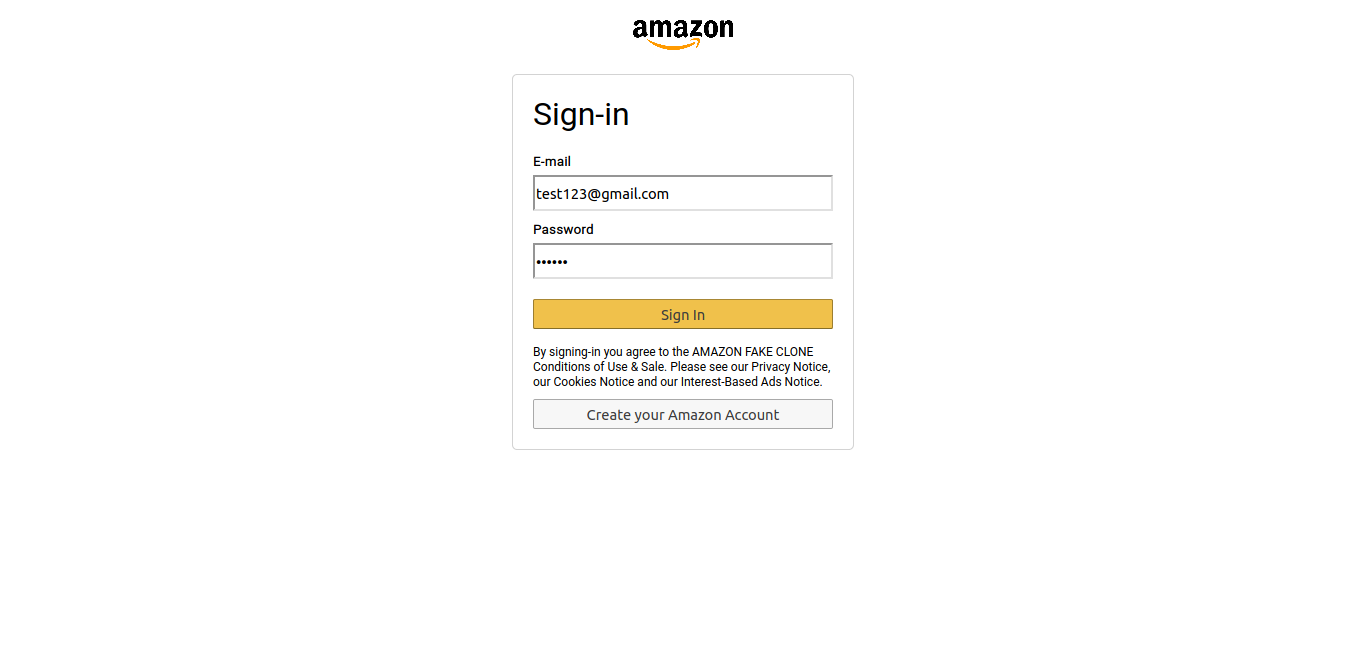 amazon
Sign-in
E-mail
test123@gmail.com
Password
••••••
Sign In
By signing-in you agree to the AMAZON FAKE CLONE
Conditions of Use & Sale. Please see our Privacy Notice,
our Cookies Notice and our Interest-Based Ads Notice.
Create your Amazon Account